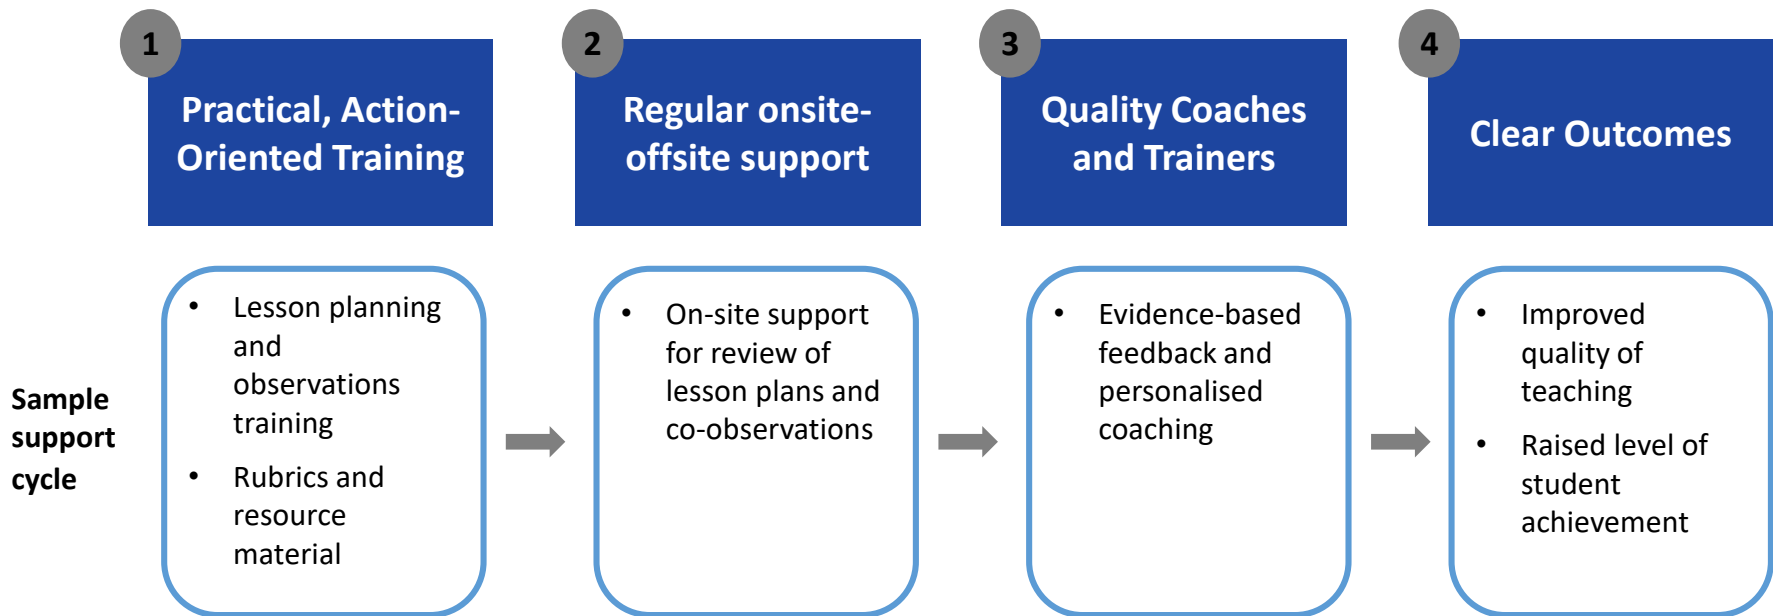 1
Practical, Action-
Oriented Training
2
Regular onsite-
offsite support
3
Quality Coaches
and Trainers
4
Clear Outcomes
Sample
support
cycle
• Lesson planning
and
observations
training
• Rubrics and
resource
material
• On-site support
for review of
lesson plans and
co-observations
• Evidence-based
feedback and
personalised
coaching
• Improved
quality of
teaching
• Raised level of
student
achievement